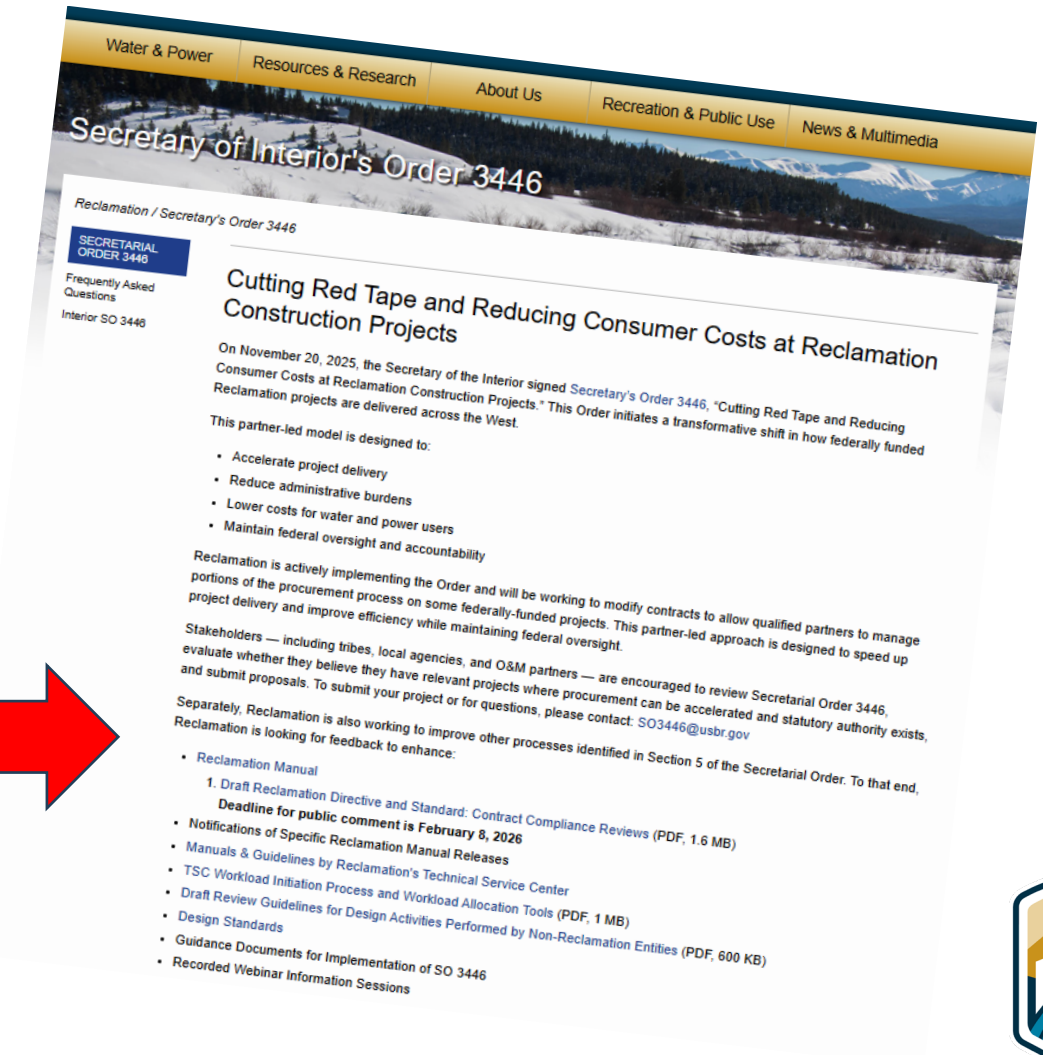 Water & Power
Resources & Research
About Us
Recreation & Public Use
News & Multimedia
Secretary of Interior's Order 3446
Reclamation / Secretary's Order 3446
SECRETARIAL
ORDER 3446
Frequently Asked
Questions
Interior SO 3446
Cutting Red Tape and Reducing Consumer Costs at Reclamation
Construction Projects
On November 20, 2025, the Secretary of the Interior signed Secretary's Order 3446, "Cutting Red Tape and Reducing
Consumer Costs at Reclamation Construction Projects." This Order initiates a transformative shift in how federally funded
Reclamation projects are delivered across the West.
This partner-led model is designed to:
• Accelerate project delivery
• Reduce administrative burdens
• Lower costs for water and power users
• Maintain federal oversight and accountability
Reclamation is actively implementing the Order and will be working to modify contracts to allow qualified partners to manage
portions of the procurement process on some federally-funded projects. This partner-led approach is designed to speed up
project delivery and improve efficiency while maintaining federal oversight.
Stakeholders — including tribes, local agencies, and O&M partners — are encouraged to review Secretarial Order 3446,
evaluate whether they believe they have relevant projects where procurement can be accelerated and statutory authority exists,
and submit proposals. To submit your project or for questions, please contact: SO3446@usbr.gov
Separately, Reclamation is also working to improve other processes identified in Section 5 of the Secretarial Order. To that end,
Reclamation is looking for feedback to enhance:
• Reclamation Manual
1. Draft Reclamation Directive and Standard: Contract Compliance Reviews (PDF, 1.6 MB)
Deadline for public comment is February 8, 2026
• Notifications of Specific Reclamation Manual Releases
• Manuals & Guidelines by Reclamation's Technical Service Center
• TSC Workload Initiation Process and Workload Allocation Tools (PDF, 1 MB)
• Draft Review Guidelines for Design Activities Performed by Non-Reclamation Entities (PDF, 600 KB)
• Design Standards
• Guidance Documents for Implementation of SO 3446
• Recorded Webinar Information Sessions